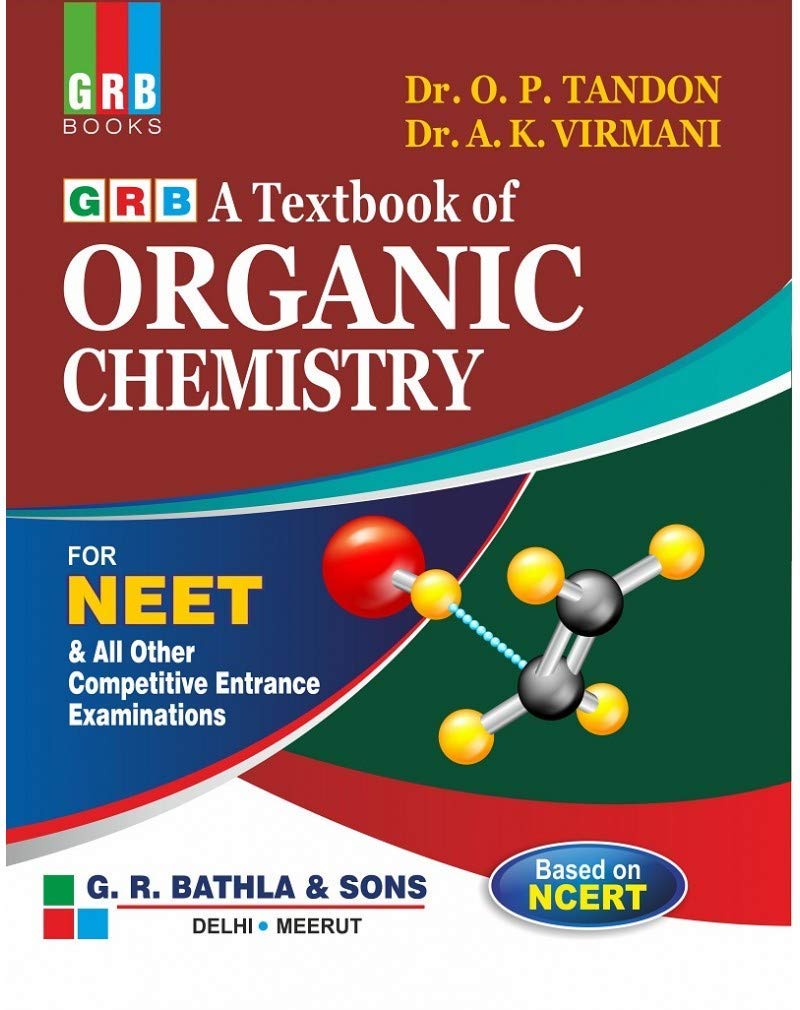 GRB
BOOKS
Dr. O. P. TANDON
Dr. A. K. VIRMANI
GRB A Textbook of
ORGANIC
CHEMISTRY
FOR
NEET
& All Other
Competitive Entrance
Examinations
G. R. BATHLA & SONS
DELHI • MEERUT
Based on
NCERT